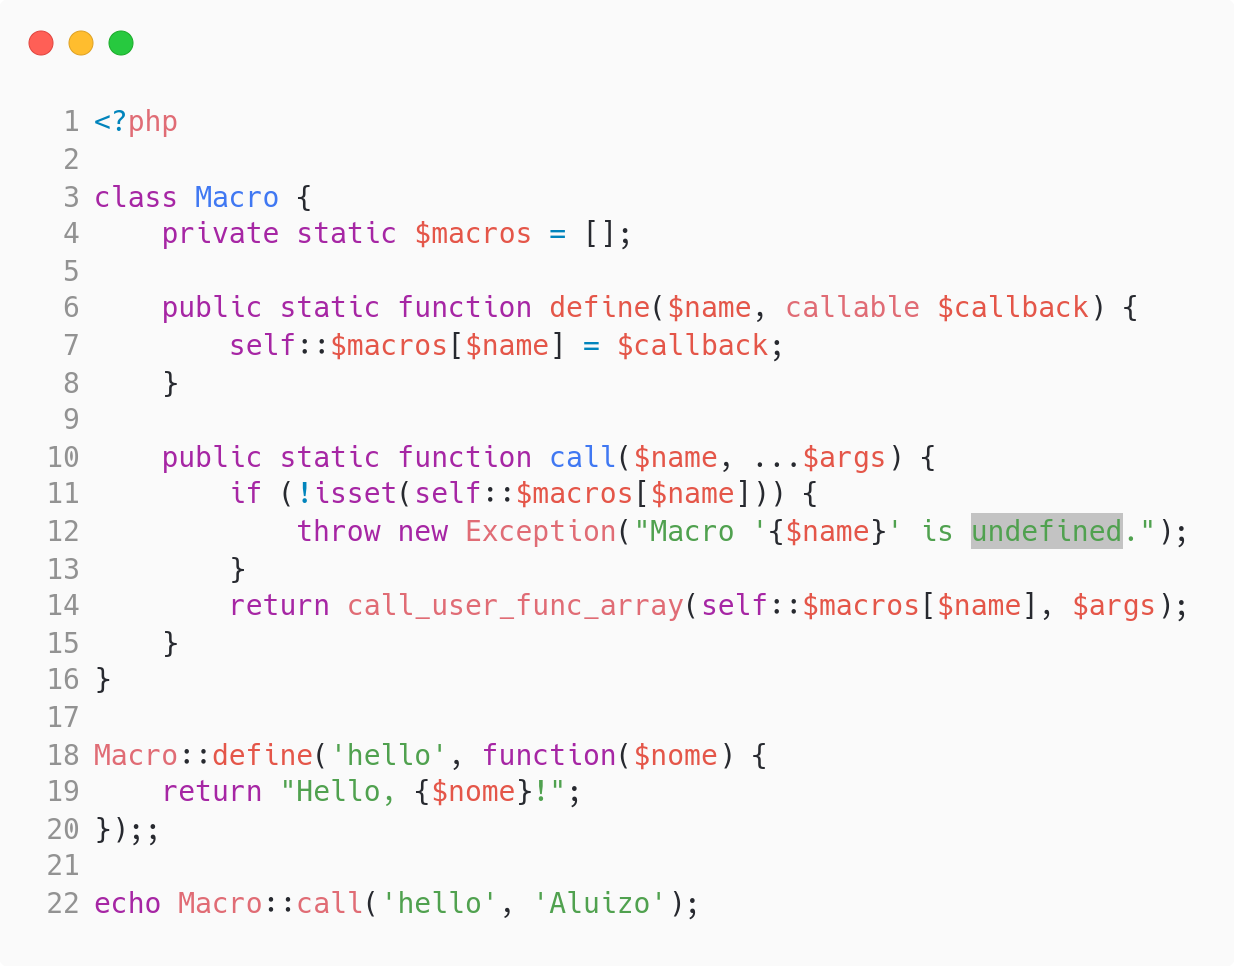 1 <?php
2
3 class Macro {
4     private static $macros = [];
5
6     public static function define($name, callable $callback) {
7         self::$macros[$name] = $callback;
8     }
9
10     public static function call($name, ...$args) {
11         if (!isset(self::$macros[$name])) {
12             throw new Exception("Macro '{$name}' is undefined.");
13         }
14         return call_user_func_array(self::$macros[$name], $args);
15     }
16 }
17
18 Macro::define('hello', function($nome) {
19     return "Hello, {$nome}!";
20 });;
21
22 echo Macro::call('hello', 'Aluizo');